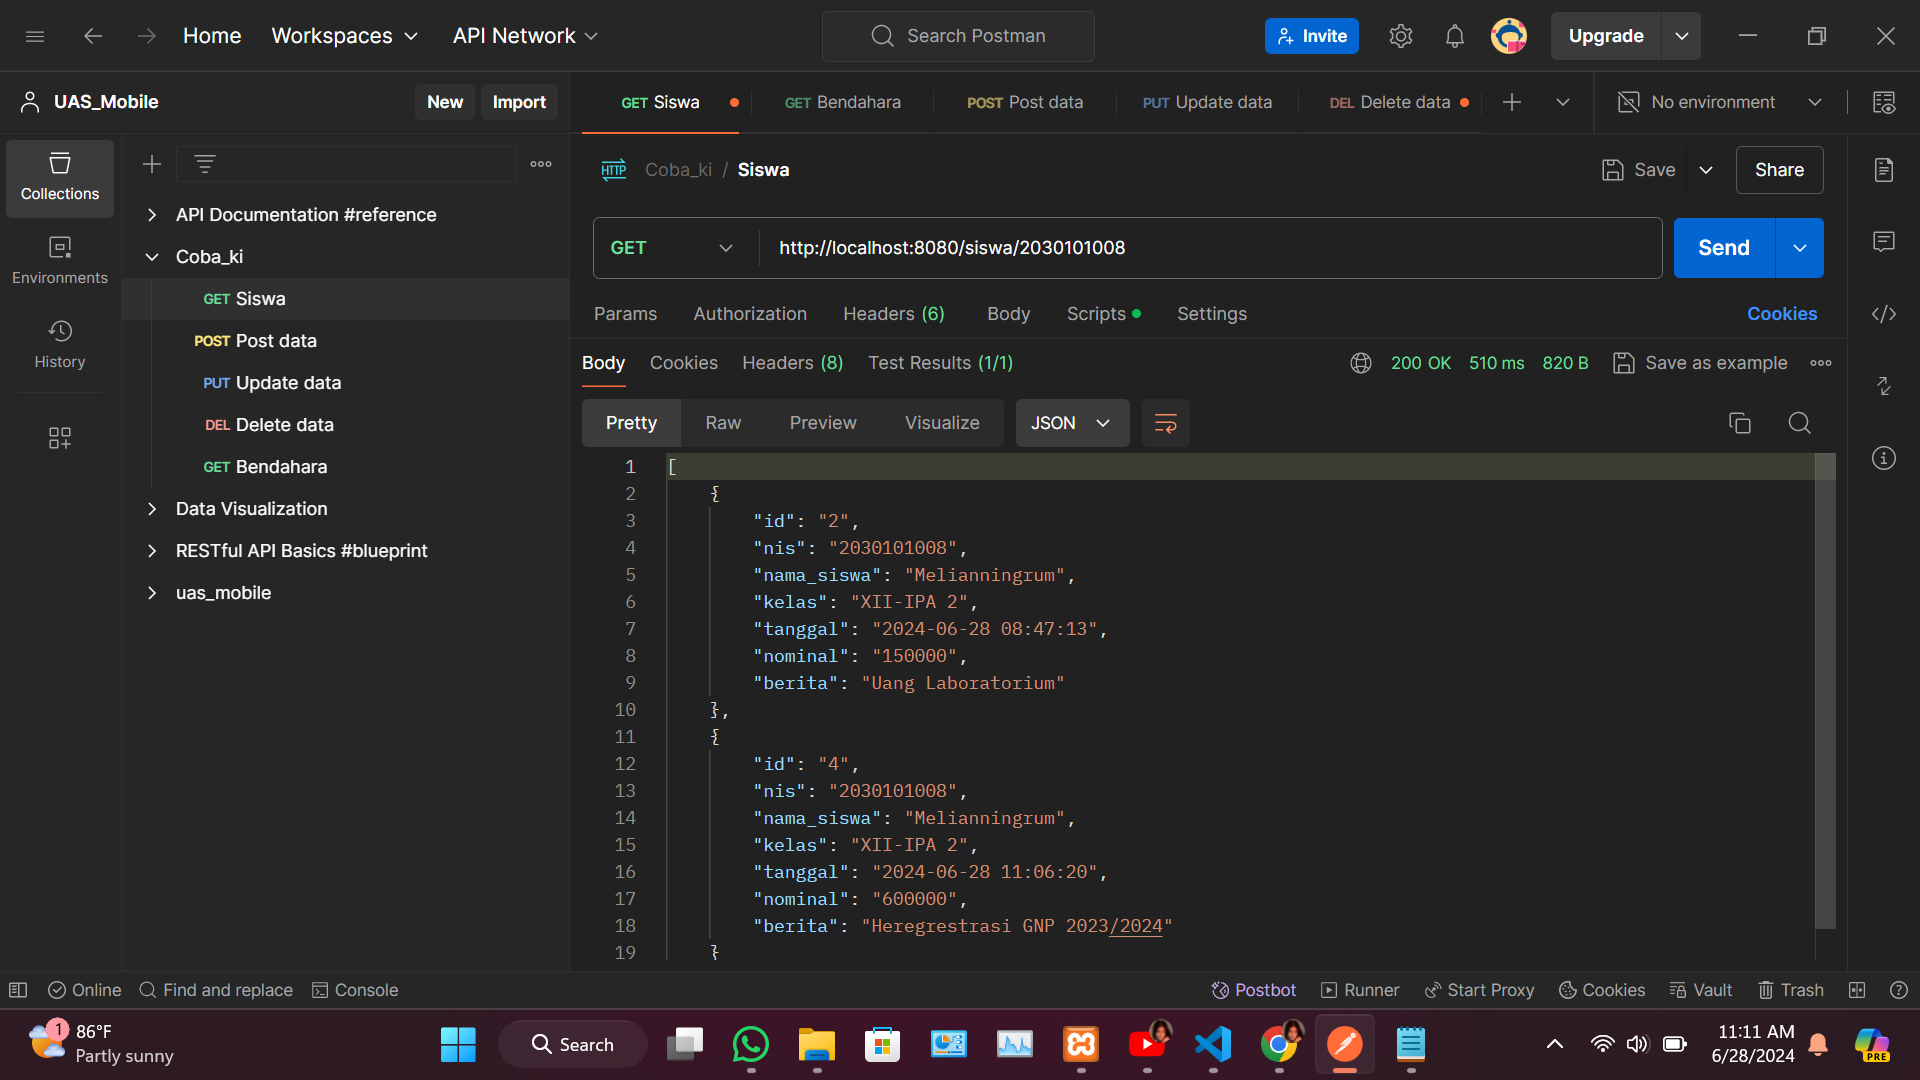 Home Workspaces API Network Search Postman Invite Upgrade
UAS_Mobile New Import
GET Siswa GET Bendahara POST Post data PUT Update data DEL Delete data No environment
Collections
Environments
History
API Documentation #reference
Coba_ki
GET Siswa
POST Post data
PUT Update data
DEL Delete data
GET Bendahara
Data Visualization
RESTful API Basics #blueprint
uas_mobile
HTTP Coba_ki / Siswa Save Share
GET http://localhost:8080/siswa/2030101008 Send
Params Authorization Headers (6) Body Scripts Settings Cookies
Body Cookies Headers (8) Test Results (1/1) 200 OK 510 ms 820 B Save as example
Pretty Raw Preview Visualize JSON
1 [
2 {
3 "id": "2",
4 "nis": "2030101008",
5 "nama_siswa": "Melianningrum",
6 "kelas": "XII-IPA 2",
7 "tanggal": "2024-06-28 08:47:13",
8 "nominal": "150000",
9 "berita": "Uang Laboratorium"
10 },
11 {
12 "id": "4",
13 "nis": "2030101008",
14 "nama_siswa": "Melianningrum",
15 "kelas": "XII-IPA 2",
16 "tanggal": "2024-06-28 11:06:20",
17 "nominal": "600000",
18 "berita": "Heregrestrasi GNP 2023/2024"
19 }
Online Find and replace Console Postbot Runner Start Proxy Cookies Vault Trash
1 86°F
Partly sunny
Search
11:11 AM
6/28/2024
PRE